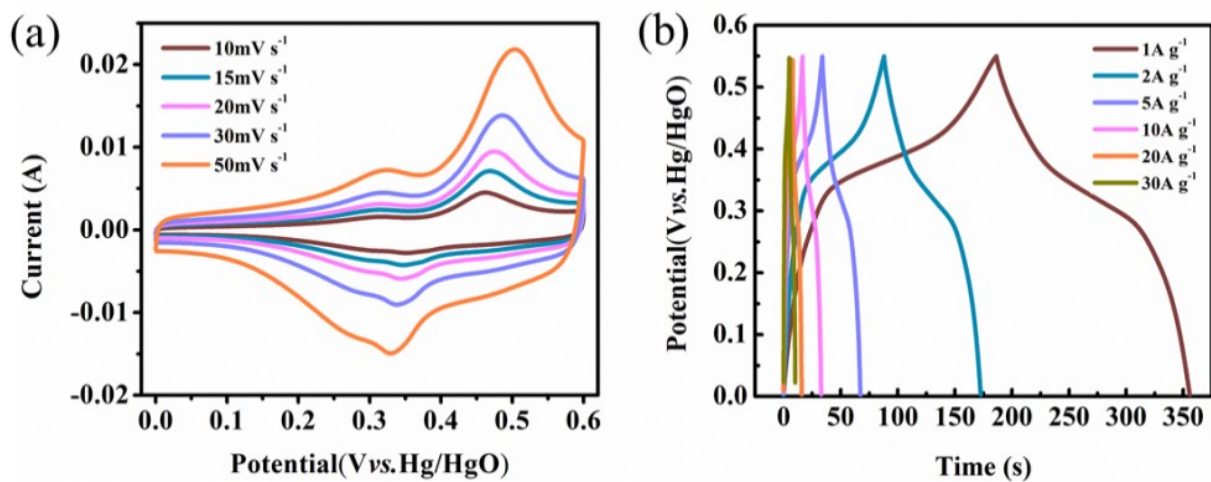 (a)
10mV s⁻¹
15mV s⁻¹
20mV s⁻¹
30mV s⁻¹
50mV s⁻¹
Current (A)
0.02
0.01
0.00
-0.01
-0.02
0.0 0.1 0.2 0.3 0.4 0.5 0.6
Potential(Vvs.Hg/HgO)
(b)
1A g⁻¹
2A g⁻¹
5A g⁻¹
10A g⁻¹
20A g⁻¹
30A g⁻¹
Potential(Vvs.Hg/HgO)
0.6
0.5
0.4
0.3
0.2
0.1
0.0
0 50 100 150 200 250 300 350
Time (s)